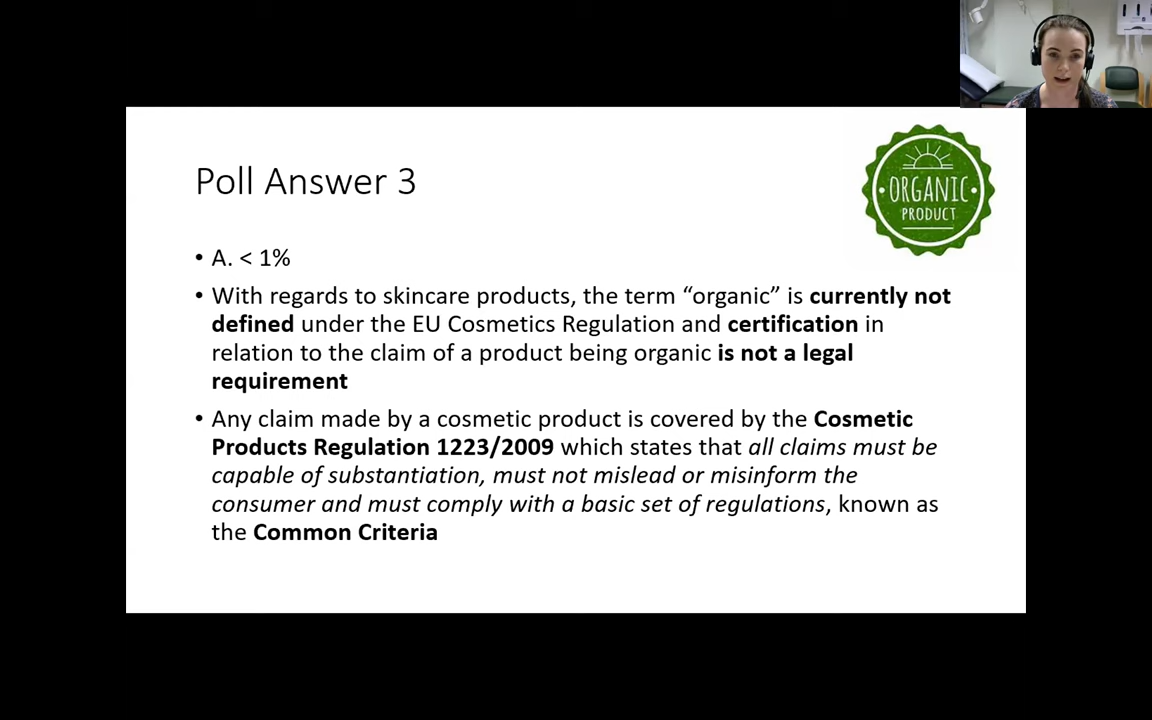 Poll Answer 3
ORGANIC
PRODUCT
• A. < 1%
• With regards to skincare products, the term “organic” is currently not
defined under the EU Cosmetics Regulation and certification in
relation to the claim of a product being organic is not a legal
requirement
• Any claim made by a cosmetic product is covered by the Cosmetic
Products Regulation 1223/2009 which states that all claims must be
capable of substantiation, must not mislead or misinform the
consumer and must comply with a basic set of regulations, known as
the Common Criteria